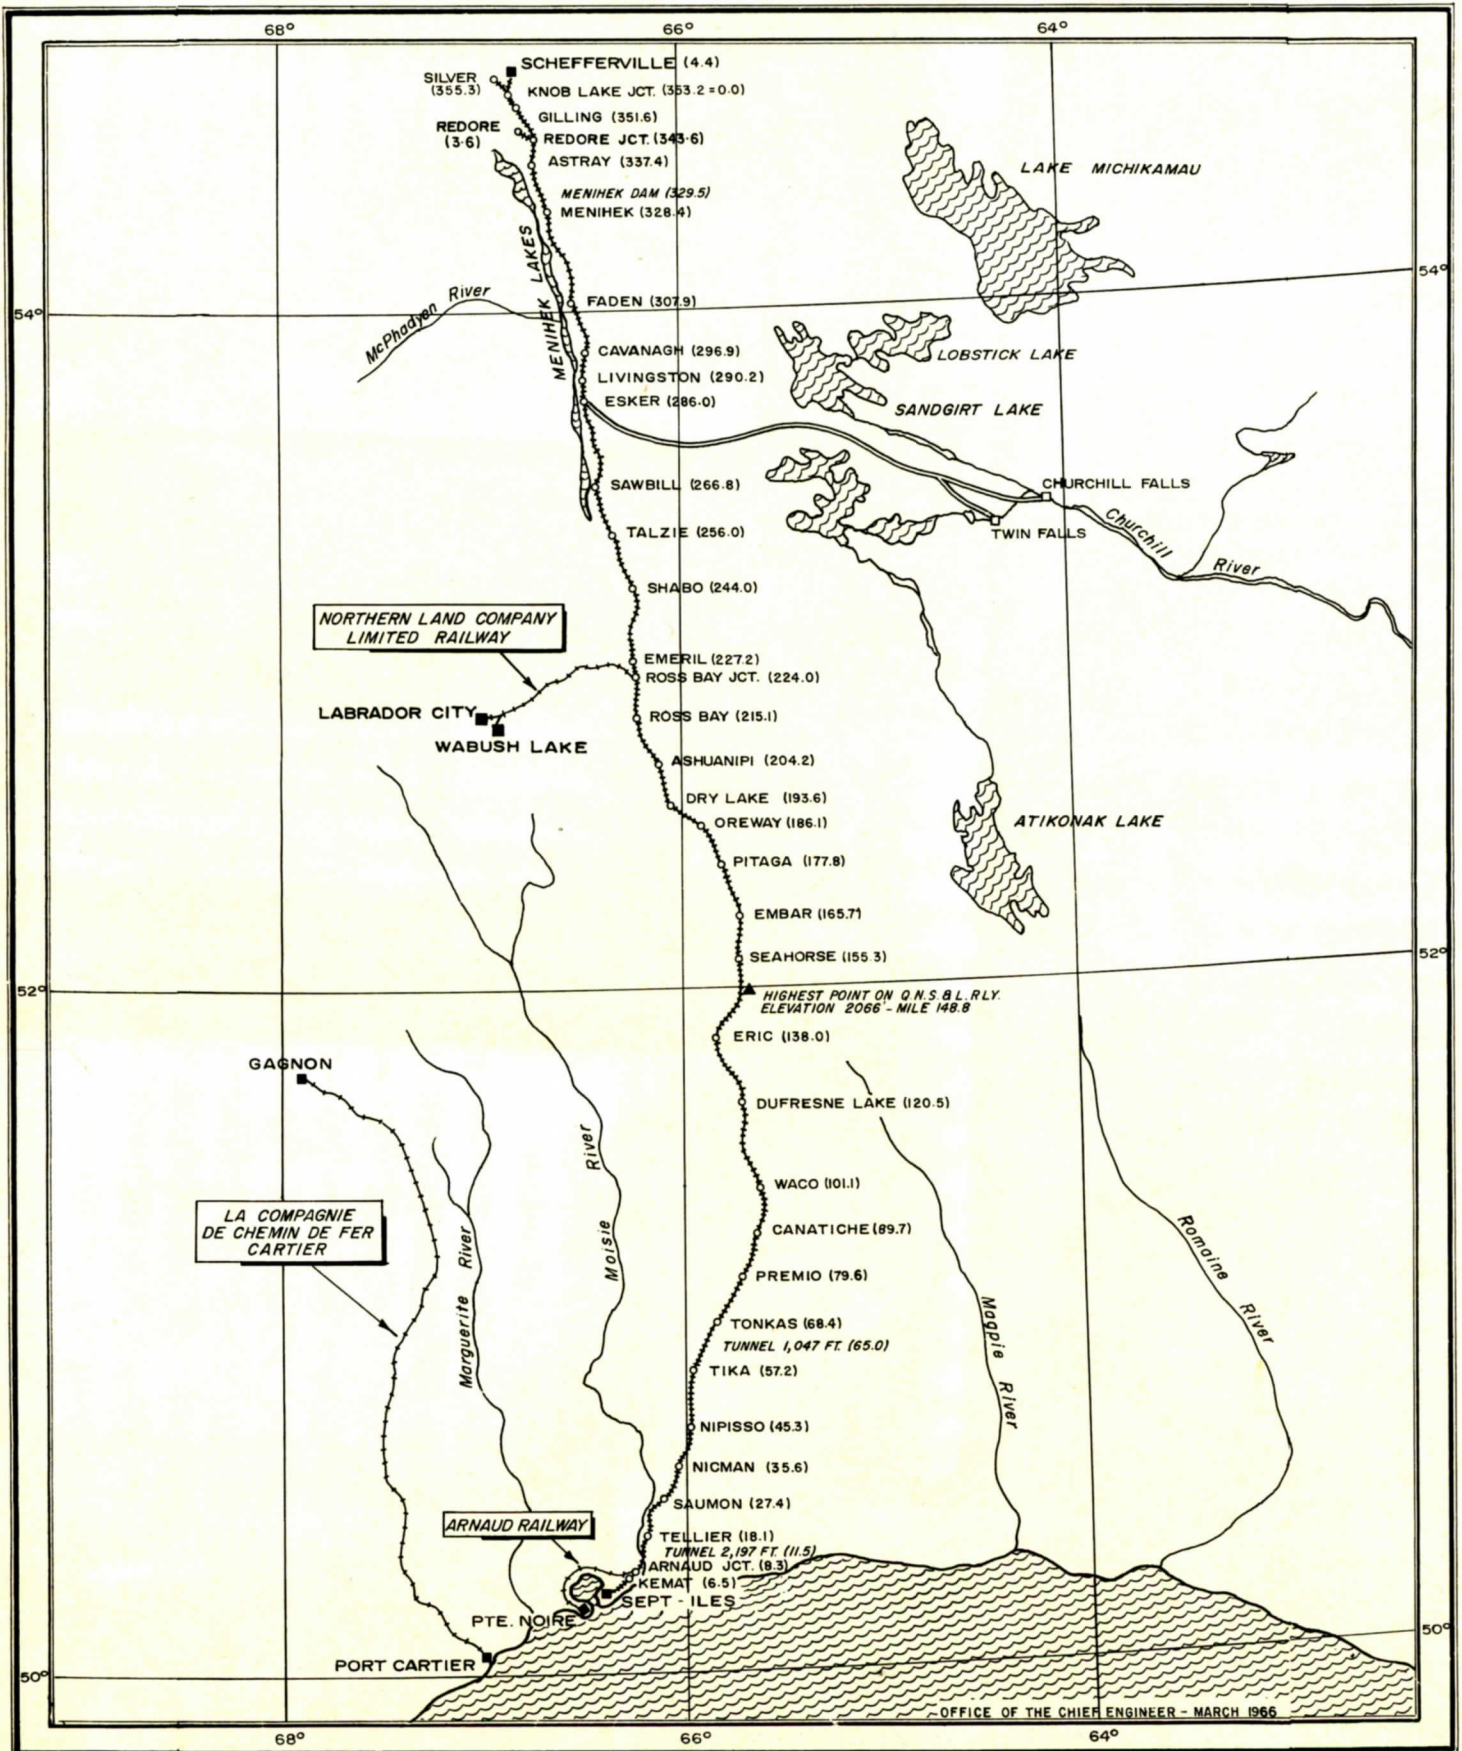 68°
66°
64°
SCHEFFERVILLE (4.4)
SILVER
(355.3)
KNOB LAKE JCT. (353.2 = 0.0)
GILLING (351.6)
REDORE
(3·6)
REDORE JCT. (343·6)
ASTRAY (337.4)
LAKE MICHIKAMAU
MENIHEK DAM (329.5)
MENIHEK (328.4)
MENIHEK LAKES
54°
54°
McPhadyen River
FADEN (307.9)
CAVANAGH (296.9)
LOBSTICK LAKE
LIVINGSTON (290.2)
ESKER (286.0)
SANDGIRT LAKE
SAWBILL (266.8)
CHURCHILL FALLS
TALZIE (256.0)
TWIN FALLS
Churchill River
SHABO (244.0)
NORTHERN LAND COMPANY
LIMITED RAILWAY
EMERIL (227.2)
ROSS BAY JCT. (224.0)
LABRADOR CITY
ROSS BAY (215.1)
WABUSH LAKE
ASHUANIPI (204.2)
DRY LAKE (193.6)
OREWAY (186.1)
ATIKONAK LAKE
PITAGA (177.8)
EMBAR (165.7)
SEAHORSE (155.3)
52°
52°
HIGHEST POINT ON Q.N.S.& L.RLY.
ELEVATION 2066' - MILE 148.8
ERIC (138.0)
GAGNON
DUFRESNE LAKE (120.5)
WACO (101.1)
LA COMPAGNIE
DE CHEMIN DE FER
CARTIER
CANATICHE (89.7)
Moisie River
Marguerite River
Romaine River
PREMIO (79.6)
Magpie River
TONKAS (68.4)
TUNNEL 1,047 FT. (65.0)
TIKA (57.2)
NIPISSO (45.3)
NICMAN (35.6)
SAUMON (27.4)
ARNAUD RAILWAY
TELLIER (18.1)
TUNNEL 2,197 FT. (11.5)
ARNAUD JCT. (8.3)
KEMAT (6.5)
SEPT - ILES
PTE. NOIRE
50°
PORT CARTIER
50°
OFFICE OF THE CHIEF ENGINEER - MARCH 1966
68°
66°
64°